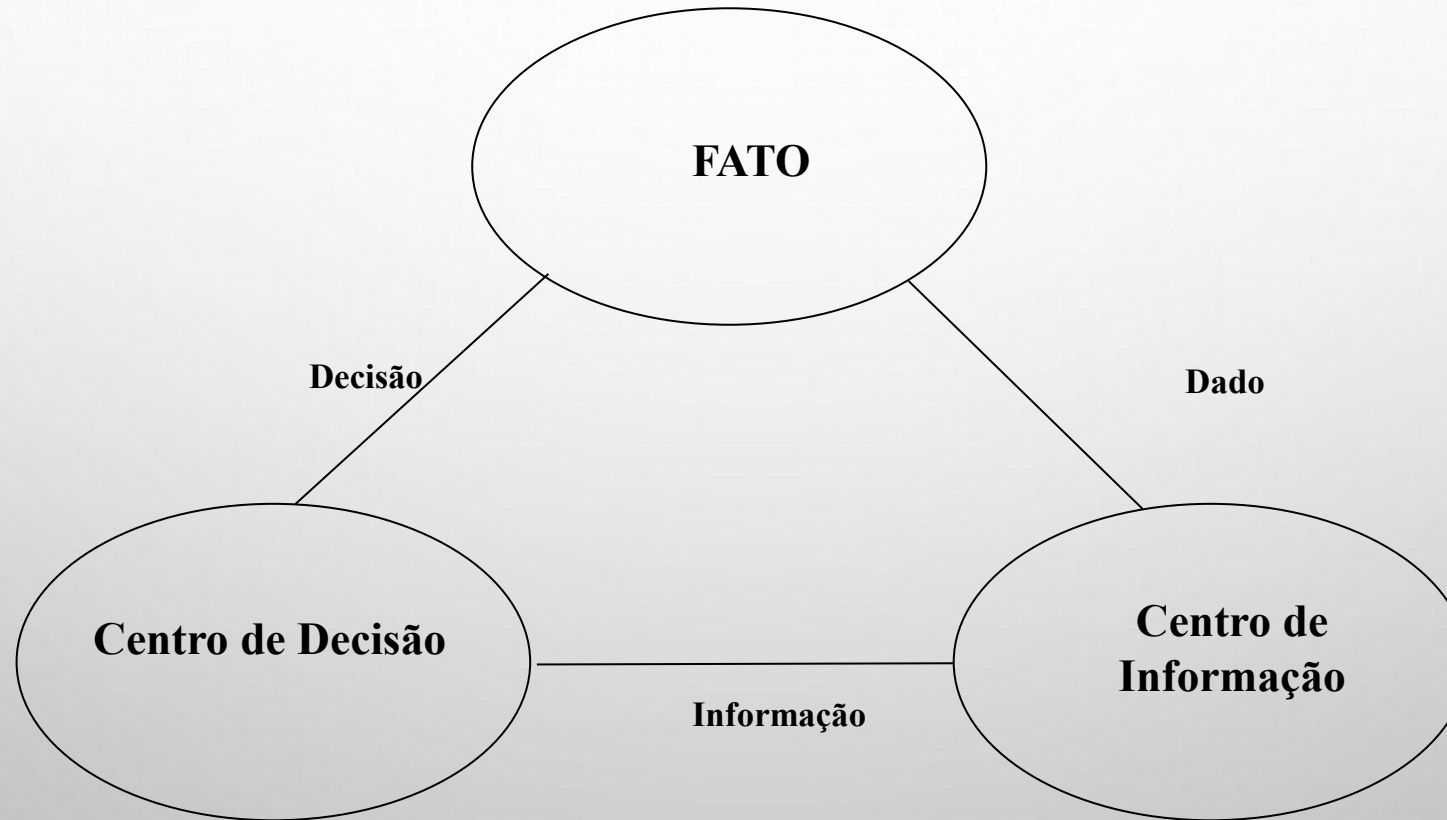 FATO
Decisão
Dado
Centro de Decisão
Centro de
Informação
Informação